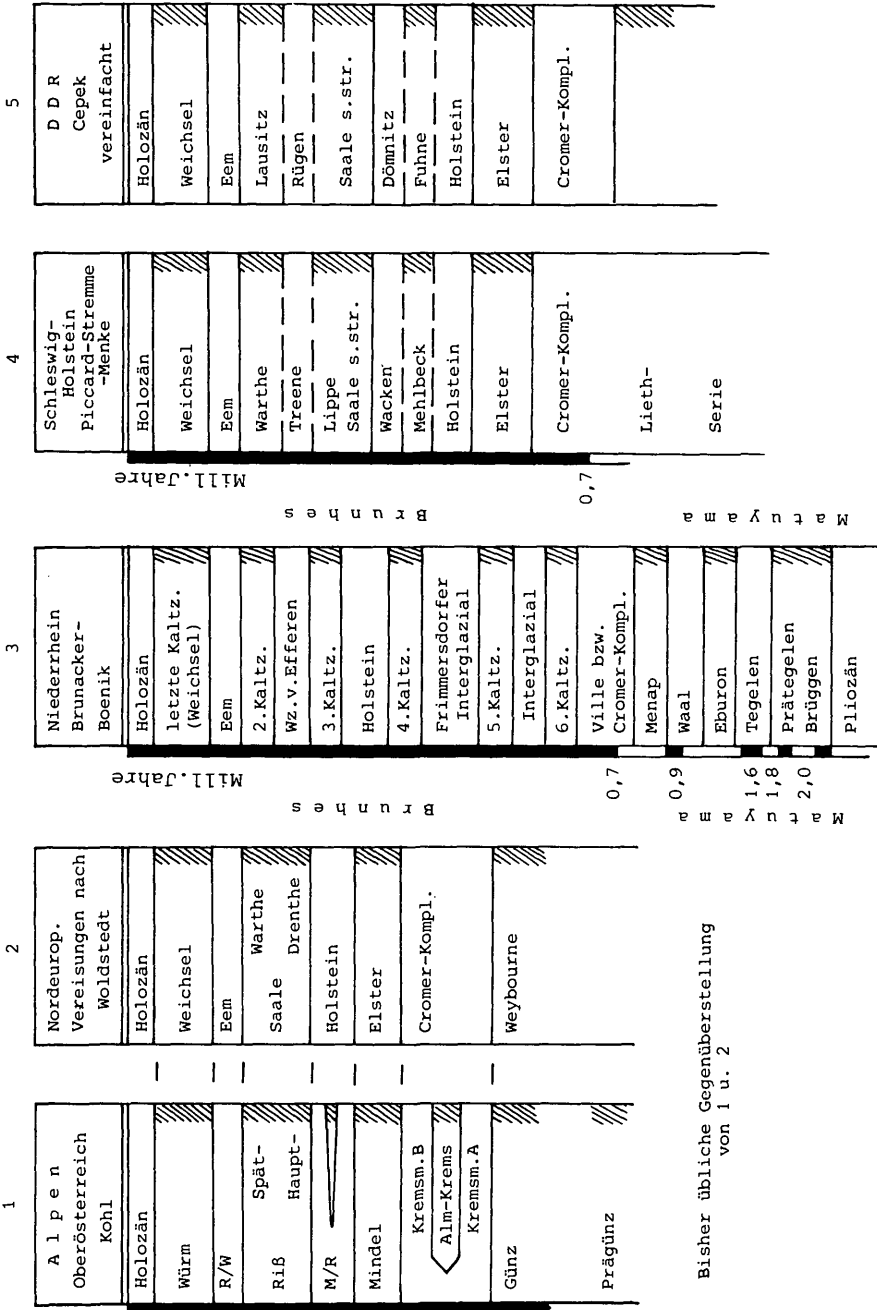 1
A l p e n
Oberösterreich
Kohl
Holozän
Würm
R/W
Spät-
Riß
Haupt-
M/R
Mindel
Kremsm.B
Alm-Krems
Kremsm.A
Günz
Prägünz
2
Nordeurop.
Vereisungen nach
Woldstedt
Holozän
Weichsel
Eem
Warthe
Saale
Drenthe
Holstein
Elster
Cromer-Kompl.
Weybourne
Bisher übliche Gegenüberstellung
von 1 u. 2
3
Niederrhein
Brunacker-
Boenik
Mill.Jahre
B r u n h e s
M a t u y a m a
0,7
0,9
1,6
1,8
2,0
Holozän
letzte Kaltz.
(Weichsel)
Eem
2.Kaltz.
Wz.v.Efferen
3.Kaltz.
Holstein
4.Kaltz.
Frimmersdorfer
Interglazial
5.Kaltz.
Interglazial
6.Kaltz.
Ville bzw.
Cromer-Kompl.
Menap
Waal
Eburon
Tegelen
Prätegelen
Brüggen
Pliozän
4
Schleswig-
Holstein
Piccard-Stremme
-Menke
Mill.Jahre
B r u n h e s
M a t u y a m a
0,7
Holozän
Weichsel
Eem
Warthe
Treene
Lippe
Saale s.str.
Wacken
Mehlbeck
Holstein
Elster
Cromer-Kompl.
Lieth-
Serie
5
D D R
Cepek
vereinfacht
Holozän
Weichsel
Eem
Lausitz
Rügen
Saale s.str.
Dömnitz
Fuhne
Holstein
Elster
Cromer-Kompl.